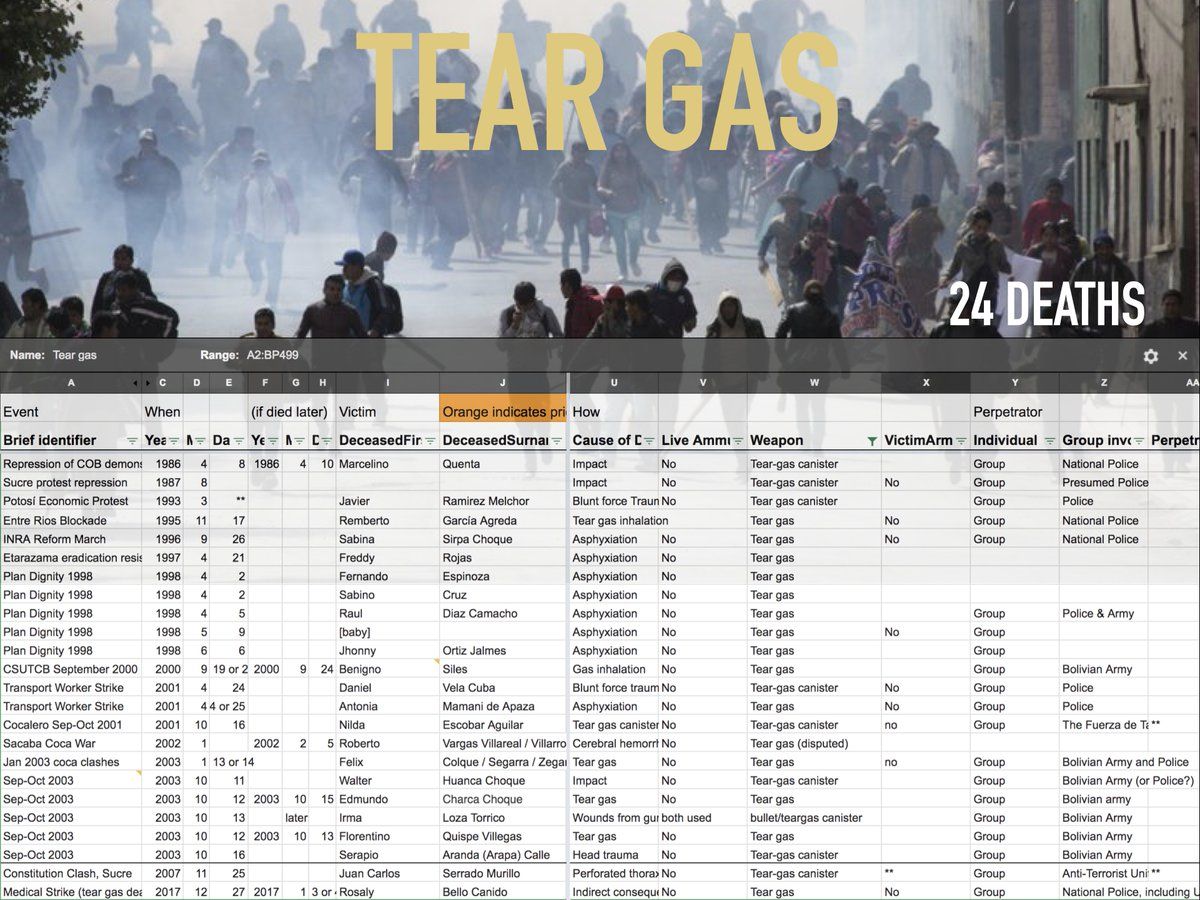 TEAR GAS
24 DEATHS
Name: Tear gas Range: A2:BP499
A C D E F G H I J U V W X Y Z AA
Event When (if died later) Victim Orange indicates pri How Perpetrator
Brief identifier Yea M Da Ye M D DeceasedFir DeceasedSurna Cause of D Live Ammu Weapon VictimArm Individual Group invo Perpetr
Repression of COB demons 1986 4 8 1986 4 10 Marcelino Quenta Impact No Tear-gas canister Group National Police
Sucre protest repression 1987 8 Impact No Tear-gas canister No Group Presumed Police
Potosí Economic Protest 1993 3 ** Javier Ramirez Melchor Blunt force Traun No Tear-gas canister Group Police
Entre Rios Blockade 1995 11 17 Remberto García Agreda Tear gas inhalation Tear gas No Group National Police
INRA Reform March 1996 9 26 Sabina Sirpa Choque Asphyxiation No Tear gas No Group National Police
Etarazama eradication resis 1997 4 21 Freddy Rojas Asphyxiation No Tear gas
Plan Dignity 1998 1998 4 2 Fernando Espinoza Asphyxiation No Tear gas
Plan Dignity 1998 1998 4 2 Sabino Cruz Asphyxiation No Tear gas
Plan Dignity 1998 1998 4 5 Raul Diaz Camacho Asphyxiation No Tear gas Group Police & Army
Plan Dignity 1998 1998 5 9 [baby] Asphyxiation No Tear gas No Group
Plan Dignity 1998 1998 6 6 Jhonny Ortiz Jalmes Asphyxiation No Tear gas Group
CSUTCB September 2000 2000 9 19 or 2 2000 9 24 Benigno Siles Gas inhalation No Tear gas Group Bolivian Army
Transport Worker Strike 2001 4 24 Daniel Vela Cuba Blunt force traum No Tear-gas canister No Group Police
Transport Worker Strike 2001 4 4 or 25 Antonia Mamani de Apaza Asphyxiation No Tear gas No Group Police
Cocalero Sep-Oct 2001 2001 10 16 Nilda Escobar Aguilar Tear gas canister No Tear-gas canister no Group The Fuerza de Ta **
Sacaba Coca War 2002 1 2002 2 5 Roberto Vargas Villareal / Villarro Cerebral hemorrh No Tear gas (disputed)
Jan 2003 coca clashes 2003 1 13 or 14 Felix Colque / Segarra / Zegar Tear gas No Tear gas no Group Bolivian Army and Police
Sep-Oct 2003 2003 10 11 Walter Huanca Choque Impact No Tear-gas canister Group Bolivian Army (or Police?)
Sep-Oct 2003 2003 10 12 2003 10 15 Edmundo Charca Choque Tear gas No Tear gas Group Bolivian army
Sep-Oct 2003 2003 10 13 later Irma Loza Torrico Wounds from gun both used bullet/teargas canister Group Bolivian Army
Sep-Oct 2003 2003 10 12 2003 10 13 Florentino Quispe Villegas Tear gas No Tear gas Group Bolivian Army
Sep-Oct 2003 2003 10 16 Serapio Aranda (Arapa) Calle Head trauma No Tear-gas canister Group Bolivian Army
Constitution Clash, Sucre 2007 11 25 Juan Carlos Serrado Murillo Perforated thorax No Tear-gas canister ** Group Anti-Terrorist Uni **
Medical Strike (tear gas dea 2017 12 27 2017 1 3 or Rosaly Bello Canido Indirect consequ No Tear gas No Group National Police, including U